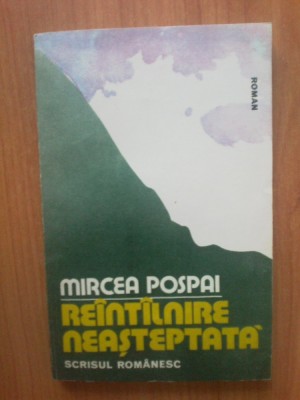 ROMAN
MIRCEA POSPAI
REÎNTÎLNIRE
NEAȘTEPTATĂ
SCRISUL ROMÂNESC